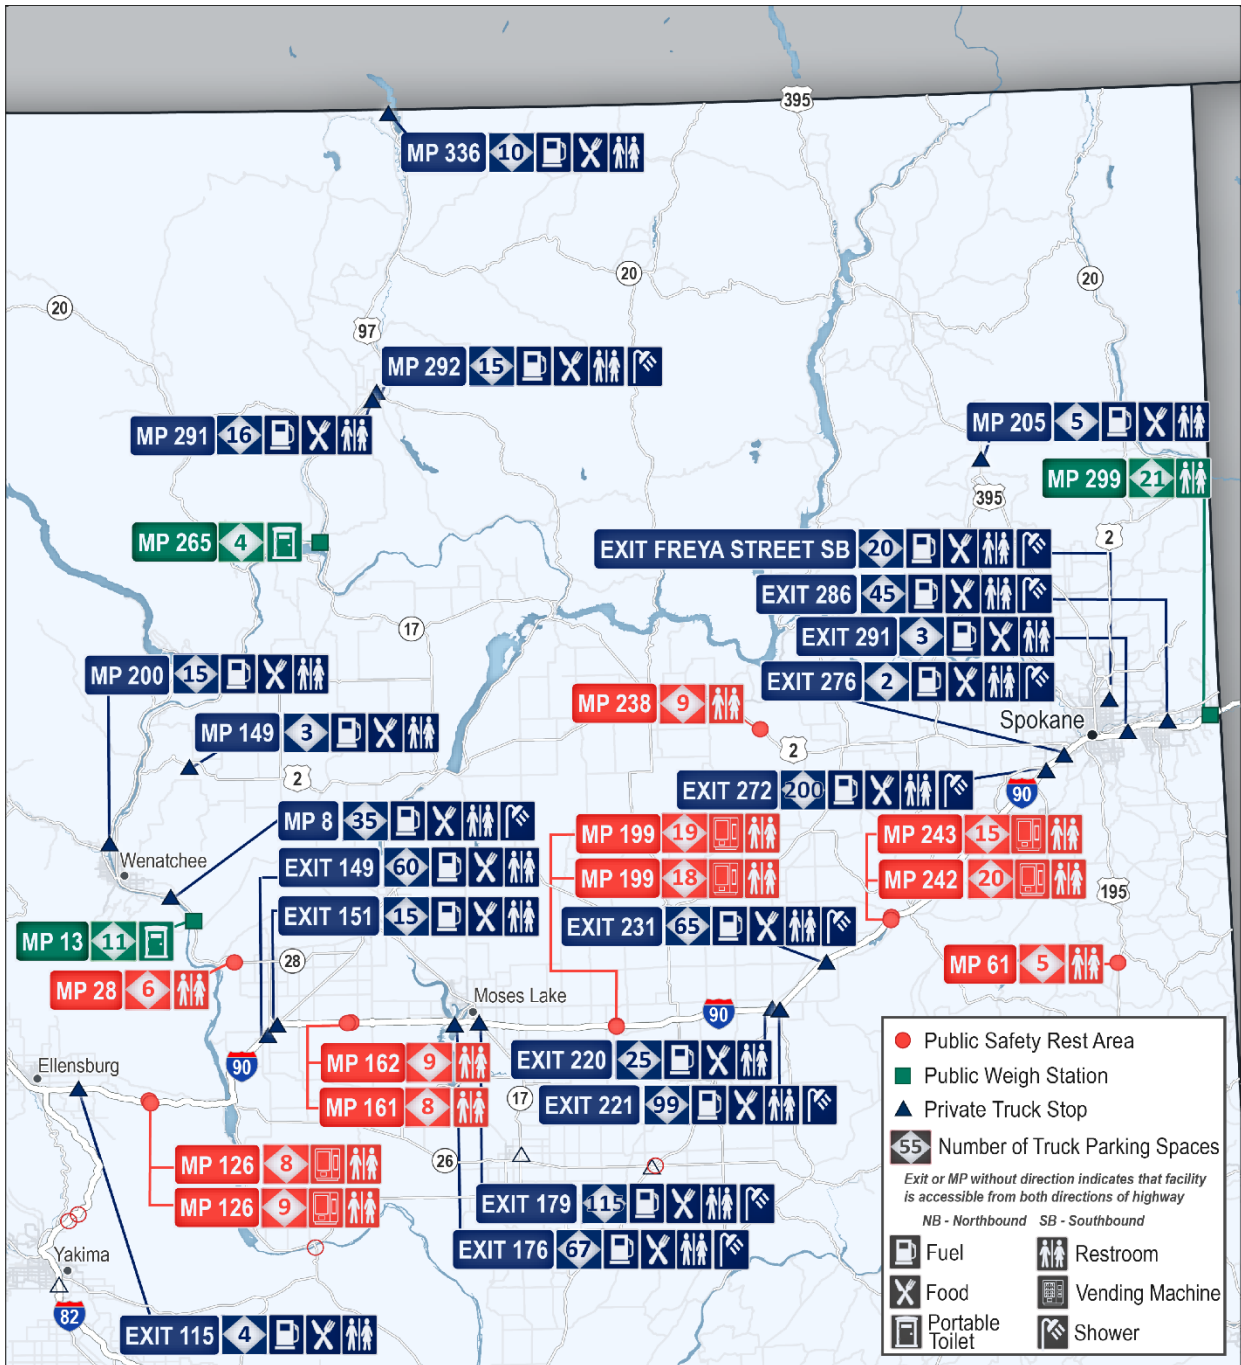 395
MP 336 10
20
20
20
97
MP 292 15
MP 291 16
MP 205 5
MP 299 21
395
2
MP 265 4
EXIT FREYA STREET SB 20
EXIT 286 45
17
EXIT 291 3
MP 200 15
EXIT 276 2
MP 238 9
Spokane
MP 149 3
2
2
EXIT 272 200
90
MP 8 35
MP 199 19
MP 243 15
Wenatchee
EXIT 149 60
MP 199 18
MP 242 20
195
EXIT 151 15
EXIT 231 65
MP 13 11
28
MP 61 5
MP 28 6
Moses Lake
90
Ellensburg
90
MP 162 9
EXIT 220 25
MP 161 8
17
EXIT 221 99
26
MP 126 8
MP 126 9
EXIT 179 115
EXIT 176 67
Yakima
82
EXIT 115 4
Public Safety Rest Area
Public Weigh Station
Private Truck Stop
55 Number of Truck Parking Spaces
Exit or MP without direction indicates that facility
is accessible from both directions of highway
NB - Northbound SB - Southbound
Fuel Restroom
Food Vending Machine
Portable
Toilet
Shower